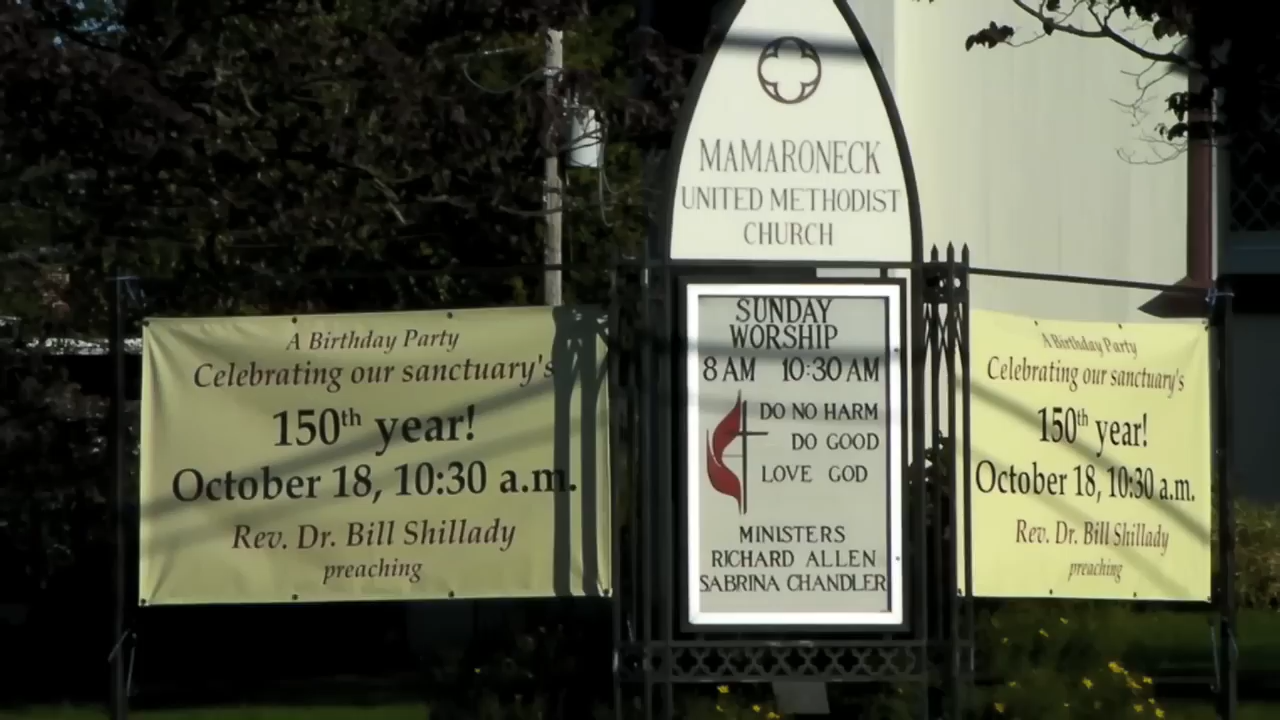 MAMARONECK
UNITED METHODIST
CHURCH
A Birthday Party
Celebrating our sanctuary's
150th year!
October 18, 10:30 a.m.
Rev. Dr. Bill Shillady
preaching
SUNDAY
WORSHIP
8 AM 10:30 AM
DO NO HARM
DO GOOD
LOVE GOD
MINISTERS
RICHARD ALLEN
SABRINA CHANDLER
A Birthday Party
Celebrating our sanctuary's
150th year!
October 18, 10:30 a.m.
Rev. Dr. Bill Shillady
preaching